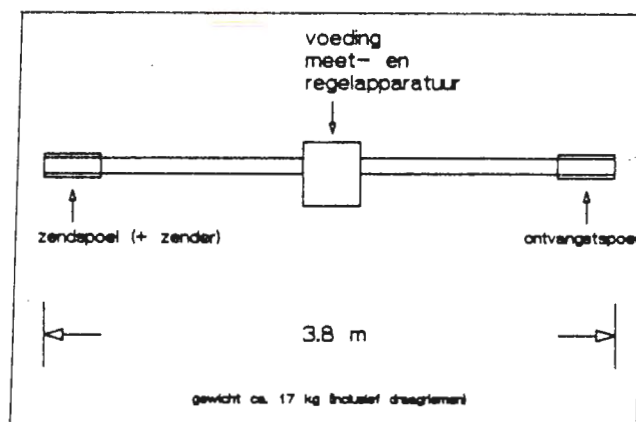 voeding
meet- en
regelapparatuur
zendspoel (+ zender)
ontvangstspoel
3.8 m
gewicht ca. 17 kg (inclusief draagriemen)